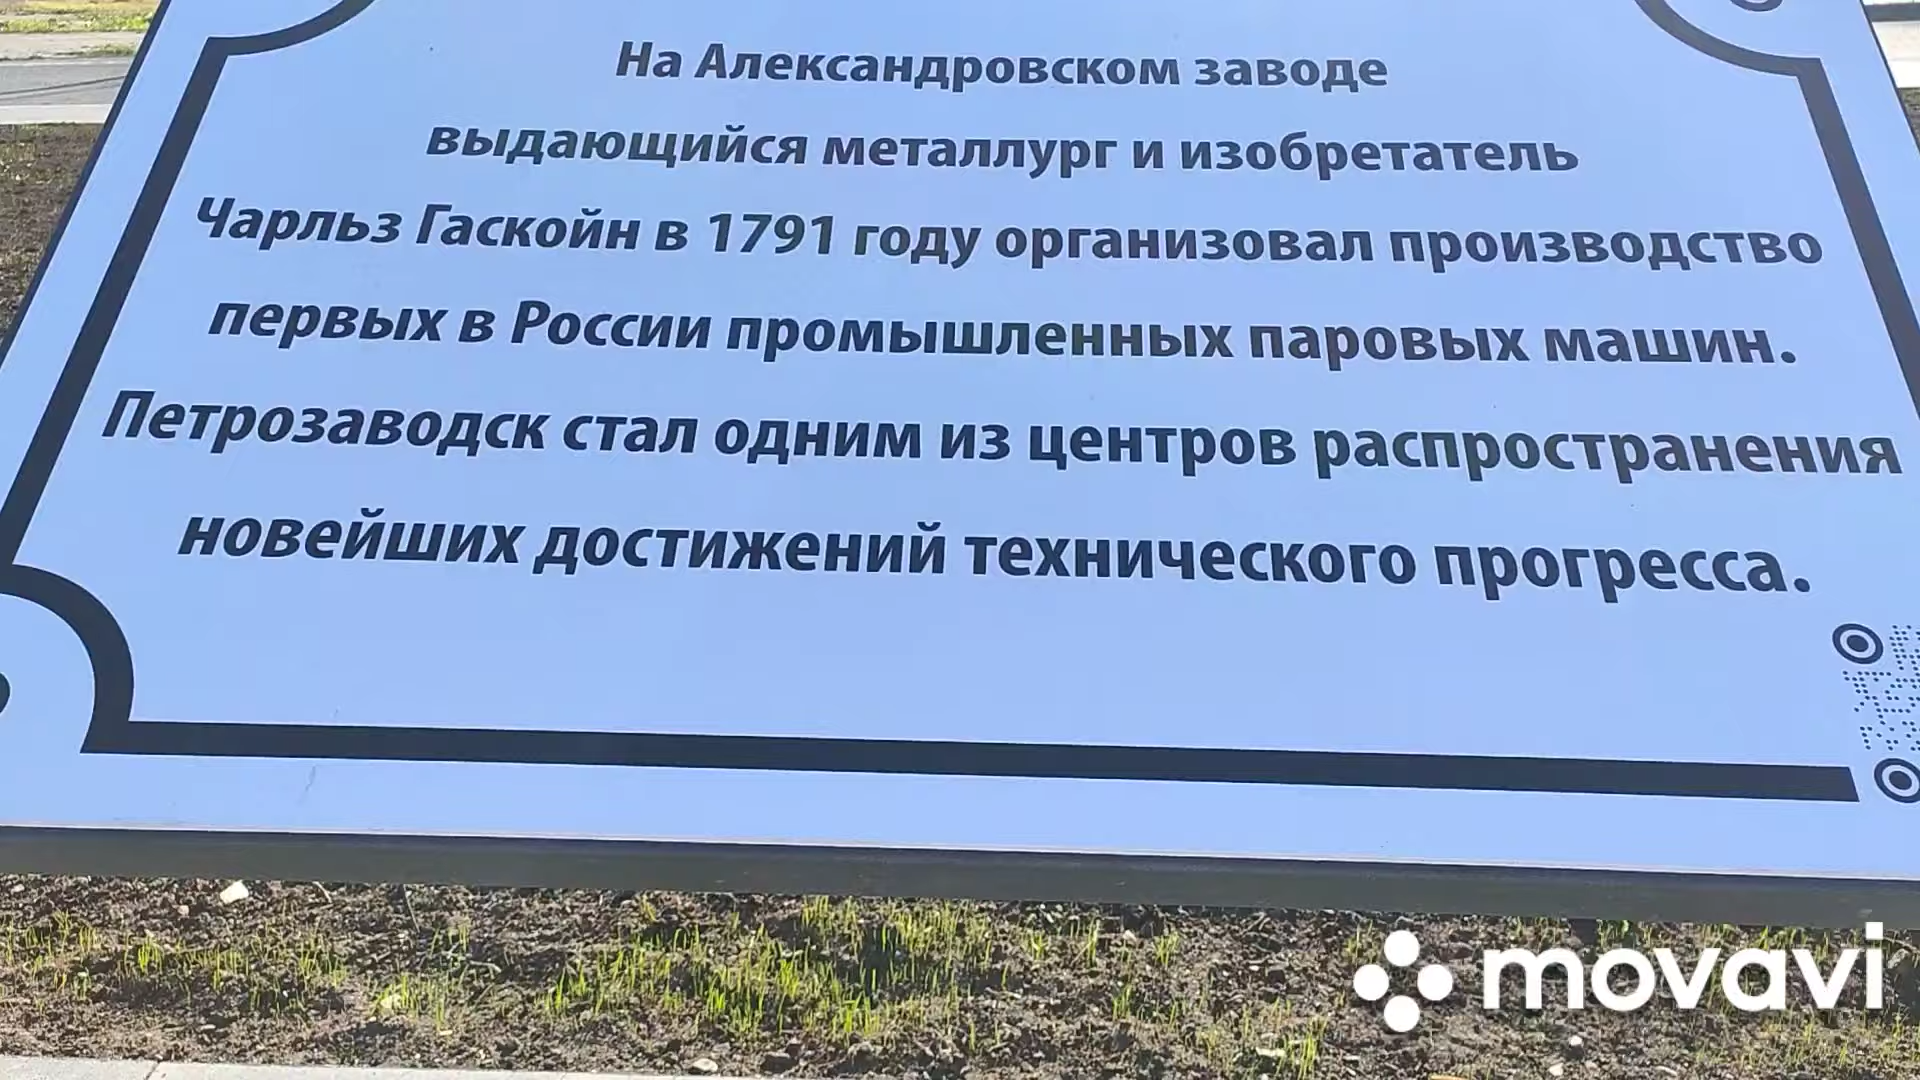 На Александровском заводе
выдающийся металлург и изобретатель
Чарльз Гаскойн в 1791 году организовал производство
первых в России промышленных паровых машин.
Петрозаводск стал одним из центров распространения
новейших достижений технического прогресса.
movavi